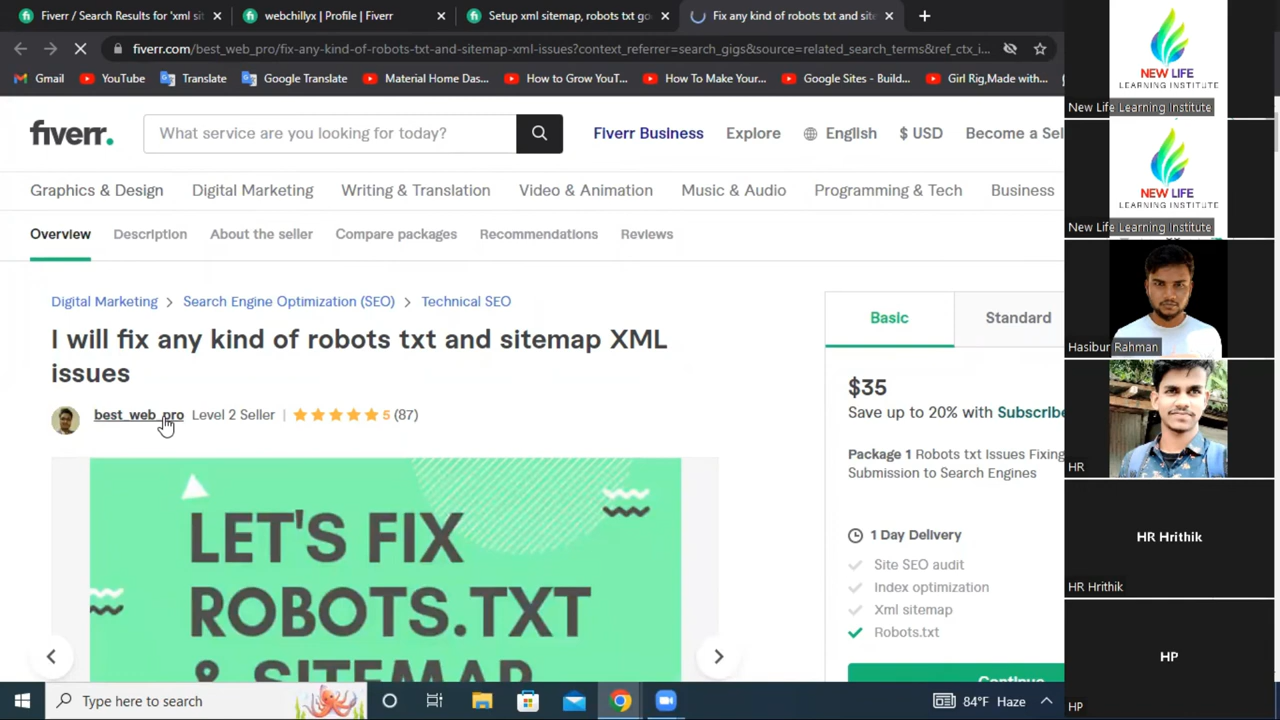 Fiverr / Search Results for 'xml sit
webchillyx | Profile | Fiverr
Setup xml sitemap, robots txt go
Fix any kind of robots txt and site
fiverr.com/best_web_pro/fix-any-kind-of-robots-txt-and-sitemap-xml-issues?context_referrer=search_gigs&source=related_search_terms&ref_ctx_i...
Gmail
YouTube
Translate
Google Translate
Material Home Das...
How to Grow YouT...
How To Make Your...
Google Sites - Build...
Girl Rig,Made with...
fiverr.
What service are you looking for today?
Fiverr Business
Explore
English
$ USD
Become a Sel
Graphics & Design
Digital Marketing
Writing & Translation
Video & Animation
Music & Audio
Programming & Tech
Business
Overview
Description
About the seller
Compare packages
Recommendations
Reviews
Digital Marketing > Search Engine Optimization (SEO) > Technical SEO
I will fix any kind of robots txt and sitemap XML
issues
best_web_pro Level 2 Seller | 5 (87)
LET'S FIX
ROBOTS.TXT
& SITEMAP
Basic
Standard
$35
Save up to 20% with Subscribe
Package 1 Robots txt Issues Fixing
Submission to Search Engines
1 Day Delivery
Site SEO audit
Index optimization
Xml sitemap
Robots.txt
Continue
NEW LIFE
LEARNING INSTITUTE
New Life Learning Institute
NEW LIFE
LEARNING INSTITUTE
New Life Learning Institute
Hasibur Rahman
HR
HR Hrithik
HR Hrithik
HP
HP
Type here to search
84°F Haze